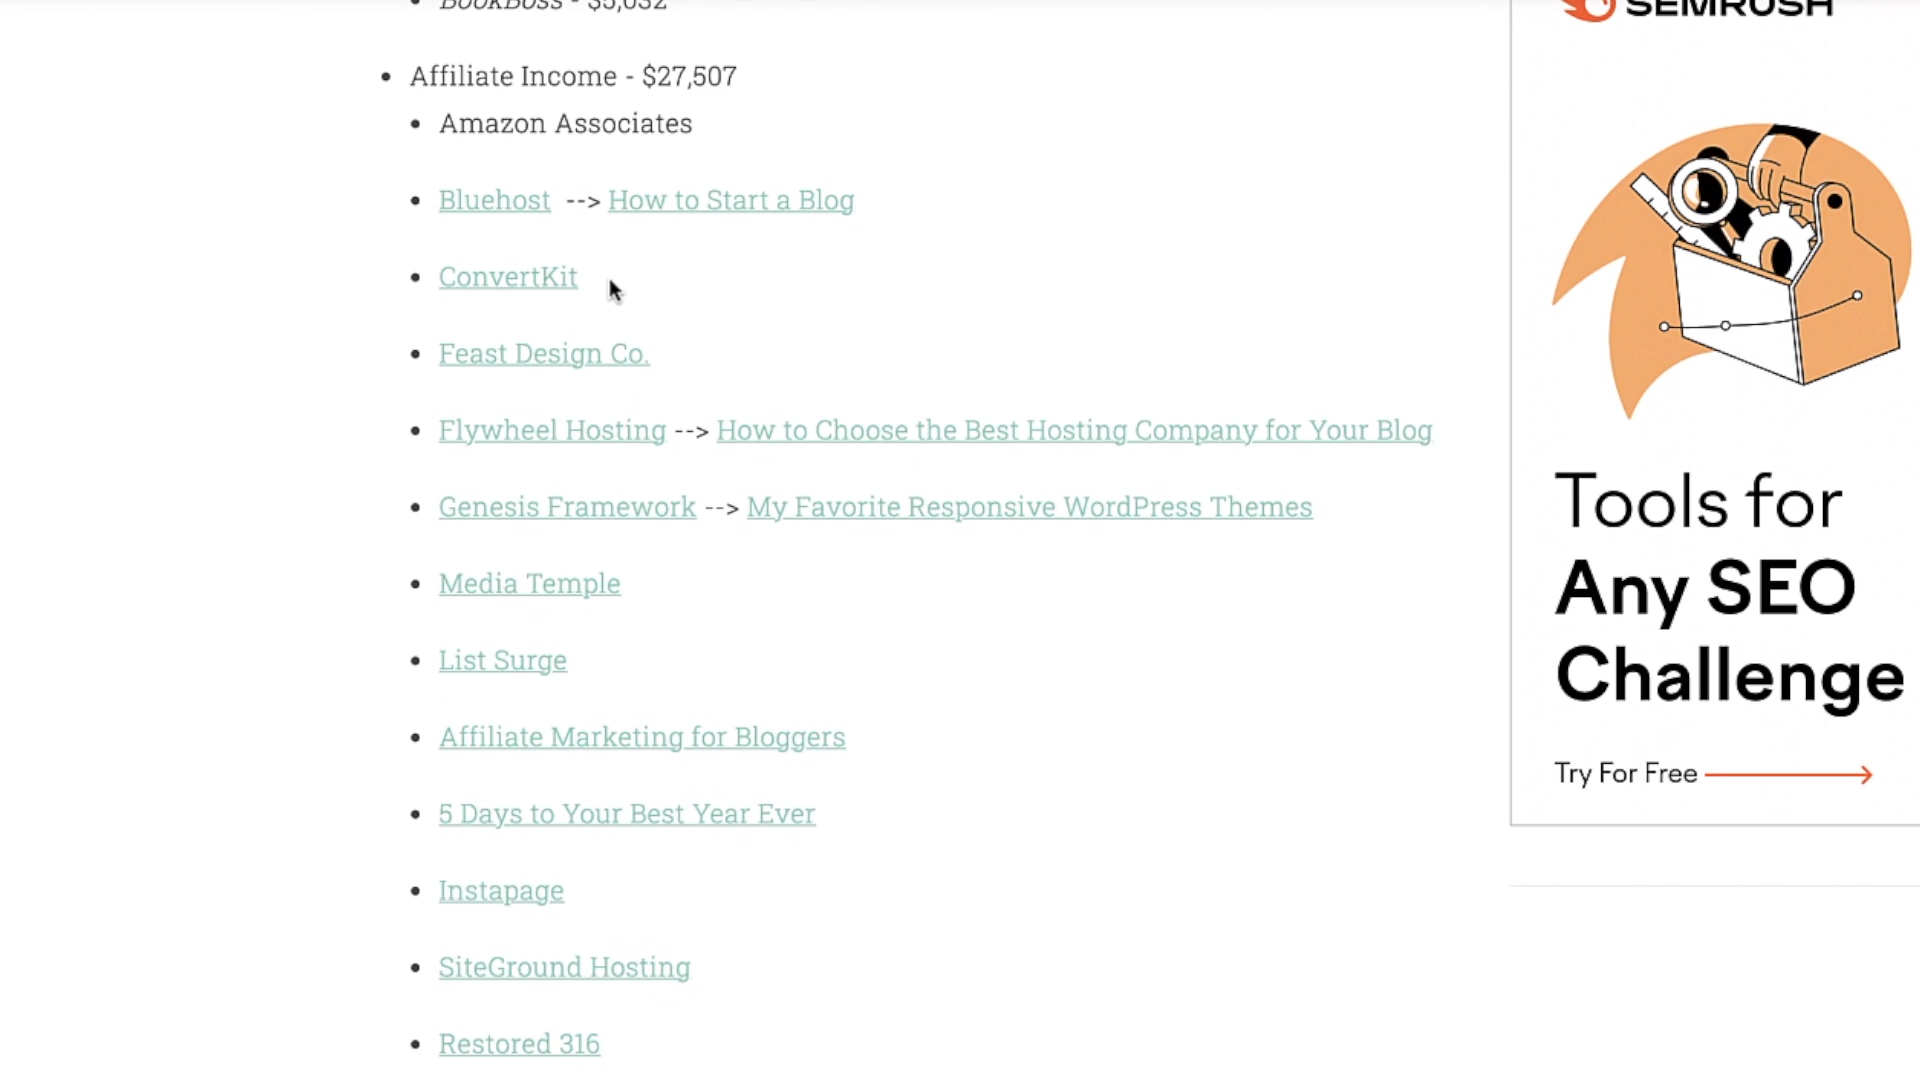 BookBoss - $5,032
SEMRUSH
Affiliate Income - $27,507
Amazon Associates
Bluehost --> How to Start a Blog
ConvertKit
Feast Design Co.
Flywheel Hosting --> How to Choose the Best Hosting Company for Your Blog
Genesis Framework --> My Favorite Responsive WordPress Themes
Media Temple
List Surge
Affiliate Marketing for Bloggers
5 Days to Your Best Year Ever
Instapage
SiteGround Hosting
Restored 316
Tools for
Any SEO
Challenge
Try For Free